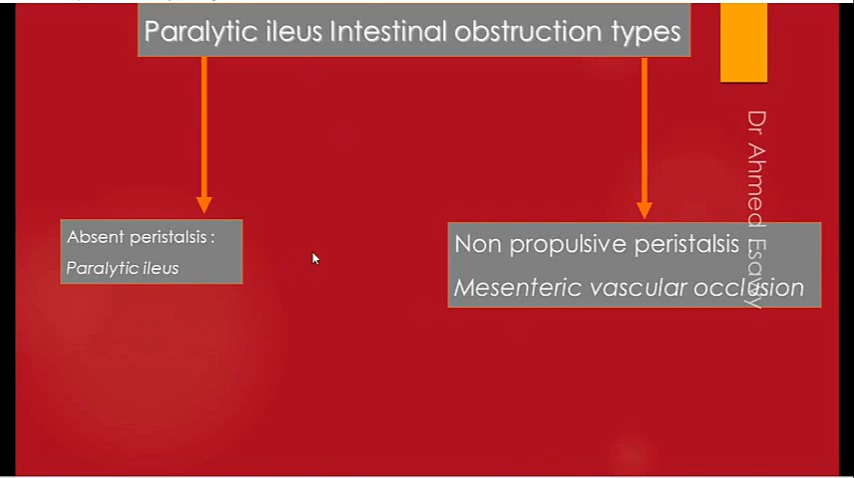 Paralytic ileus Intestinal obstruction types
Absent peristalsis :
Paralytic ileus
Non propulsive peristalsis :
Mesenteric vascular occlusion
Dr Ahmed Esawy